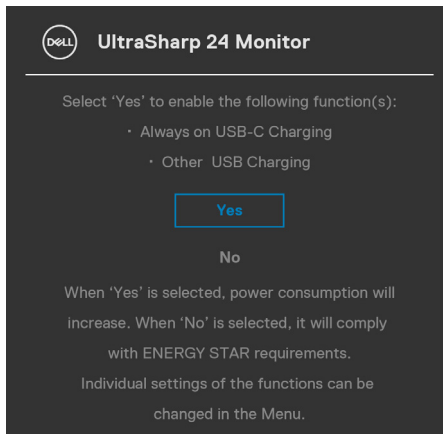 DELL
UltraSharp 24 Monitor
Select ‘Yes’ to enable the following function(s):
· Always on USB-C Charging
· Other USB Charging
Yes
No
When ‘Yes’ is selected, power consumption will
increase. When ‘No’ is selected, it will comply
with ENERGY STAR requirements.
Individual settings of the functions can be
changed in the Menu.